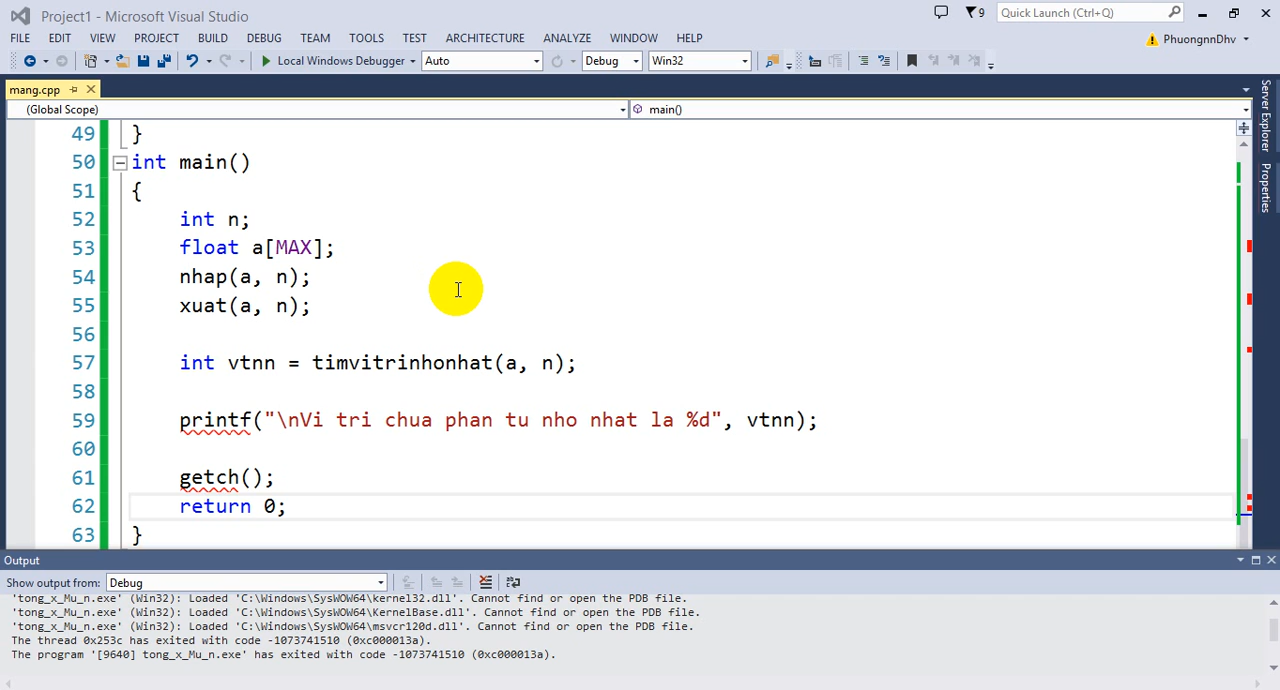 Project1 - Microsoft Visual Studio
9
Quick Launch (Ctrl+Q)
FILE EDIT VIEW PROJECT BUILD DEBUG TEAM TOOLS TEST ARCHITECTURE ANALYZE WINDOW HELP
PhuongnnDhv
Local Windows Debugger Auto Debug Win32
mang.cpp
(Global Scope) main()
Server Explorer
Properties
49 }
50 int main()
51 {
52 int n;
53 float a[MAX];
54 nhap(a, n);
55 xuat(a, n);
56
57 int vtnn = timvitrinhonhat(a, n);
58
59 printf("\nVi tri chua phan tu nho nhat la %d", vtnn);
60
61 getch();
62 return 0;
63 }
Output
Show output from: Debug
'tong_x_Mu_n.exe' (Win32): Loaded 'C:\Windows\SysWOW64\kernel32.dll'. Cannot find or open the PDB file.
'tong_x_Mu_n.exe' (Win32): Loaded 'C:\Windows\SysWOW64\KernelBase.dll'. Cannot find or open the PDB file.
'tong_x_Mu_n.exe' (Win32): Loaded 'C:\Windows\SysWOW64\msvcr120d.dll'. Cannot find or open the PDB file.
The thread 0x253c has exited with code -1073741510 (0xc000013a).
The program '[9640] tong_x_Mu_n.exe' has exited with code -1073741510 (0xc000013a).